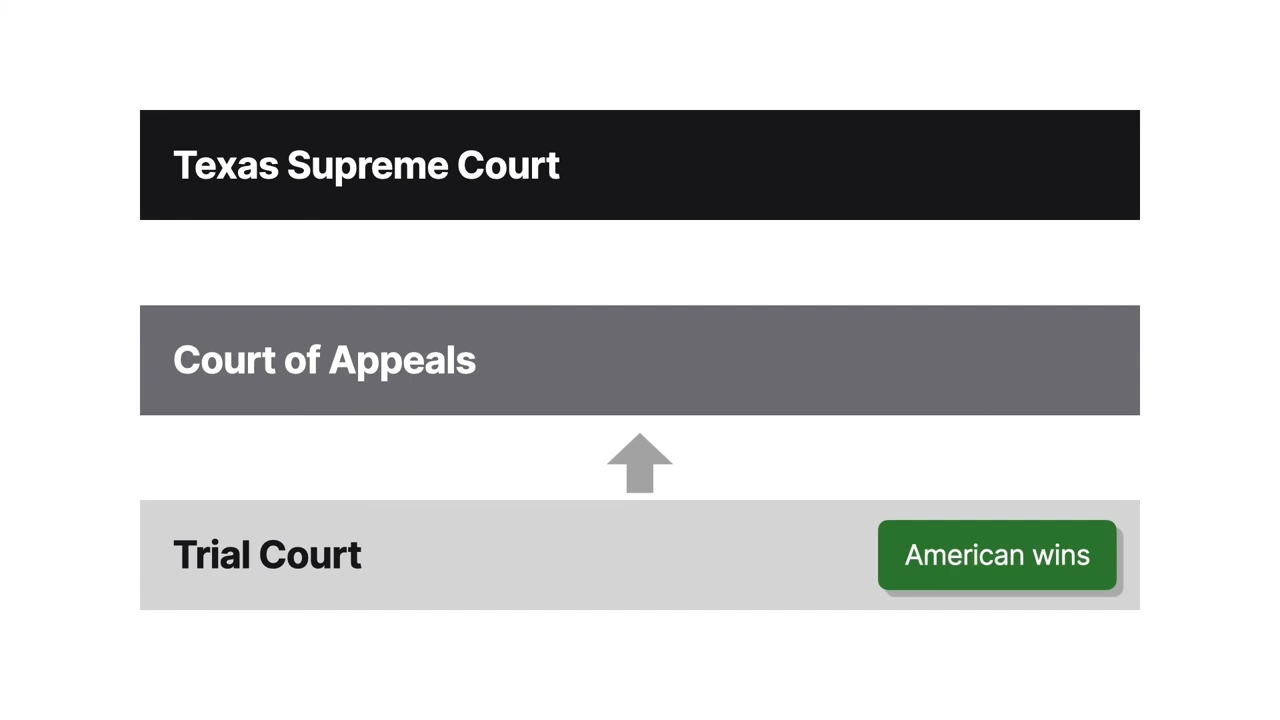 Texas Supreme Court
Court of Appeals
Trial Court
American wins